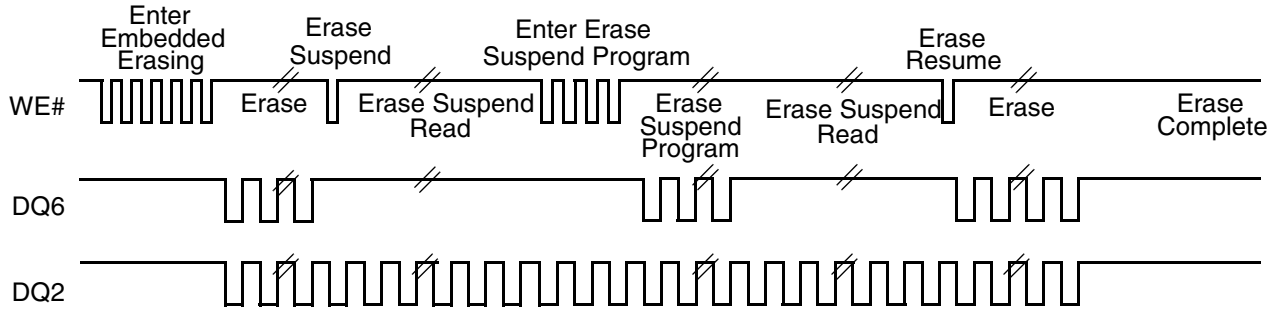 Enter
Embedded
Erasing
Erase
Suspend
Enter Erase
Suspend Program
Erase
Resume
WE#
Erase
Erase Suspend
Read
Erase
Suspend
Program
Erase Suspend
Read
Erase
Erase
Complete
DQ6
DQ2